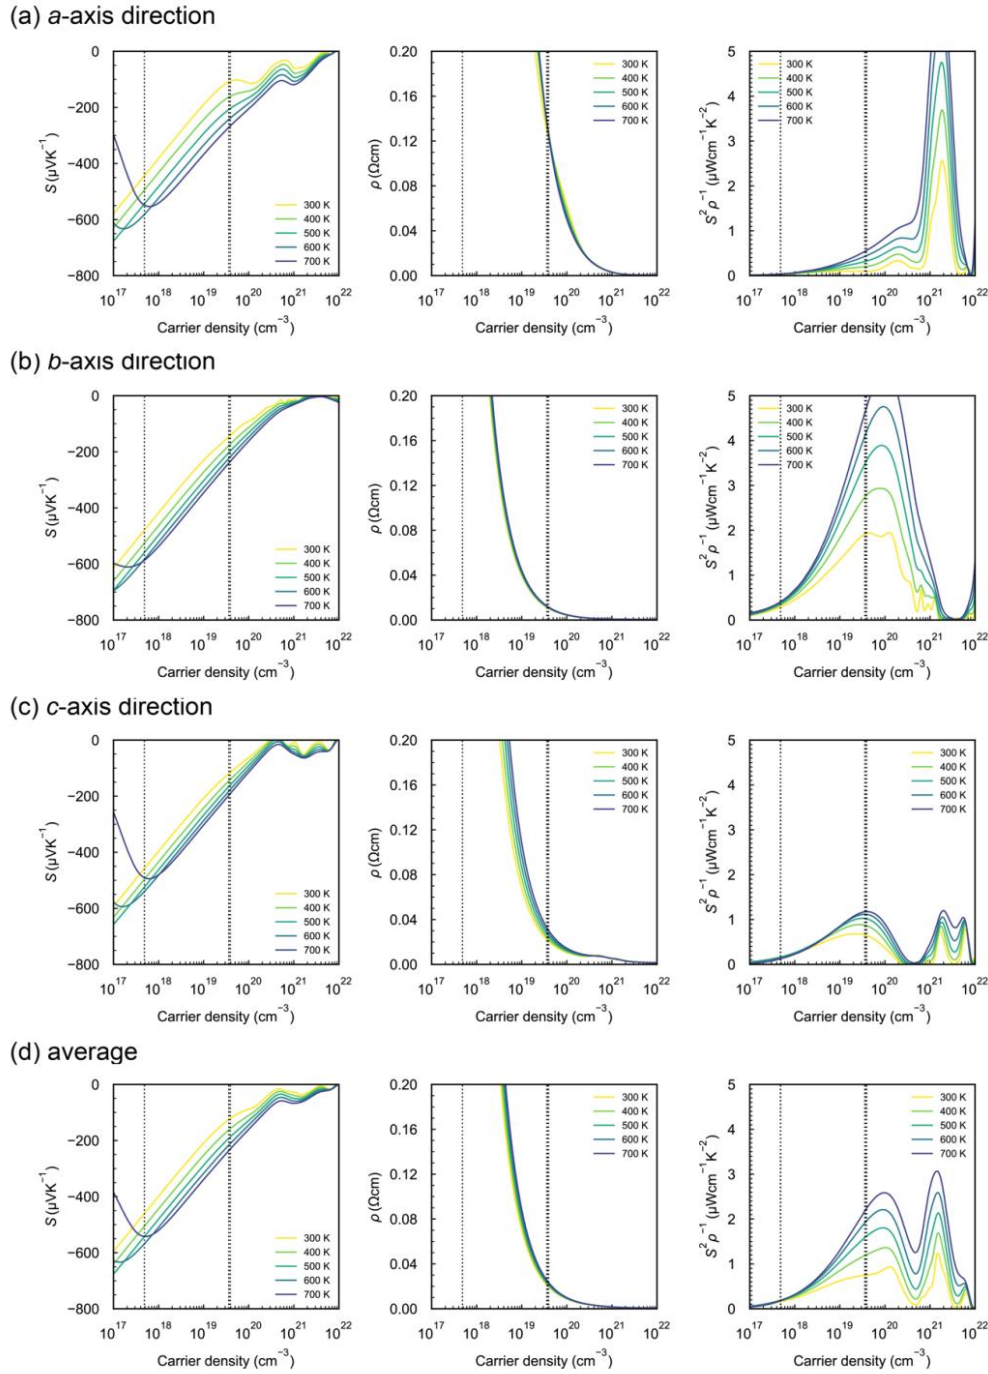 (a) a-axis direction
S (μVK⁻¹)
0
−200
−400
−600
−800
300 K
400 K
500 K
600 K
700 K
10¹⁷ 10¹⁸ 10¹⁹ 10²⁰ 10²¹ 10²²
Carrier density (cm⁻³)
ρ (Ωcm)
0.20
0.16
0.12
0.08
0.04
0.00
300 K
400 K
500 K
600 K
700 K
10¹⁷ 10¹⁸ 10¹⁹ 10²⁰ 10²¹ 10²²
Carrier density (cm⁻³)
S²ρ⁻¹ (μWcm⁻¹K⁻²)
5
4
3
2
1
0
300 K
400 K
500 K
600 K
700 K
10¹⁷ 10¹⁸ 10¹⁹ 10²⁰ 10²¹ 10²²
Carrier density (cm⁻³)
(b) b-axis direction
S (μVK⁻¹)
0
−200
−400
−600
−800
300 K
400 K
500 K
600 K
700 K
10¹⁷ 10¹⁸ 10¹⁹ 10²⁰ 10²¹ 10²²
Carrier density (cm⁻³)
ρ (Ωcm)
0.20
0.16
0.12
0.08
0.04
0.00
300 K
400 K
500 K
600 K
700 K
10¹⁷ 10¹⁸ 10¹⁹ 10²⁰ 10²¹ 10²²
Carrier density (cm⁻³)
S²ρ⁻¹ (μWcm⁻¹K⁻²)
5
4
3
2
1
0
300 K
400 K
500 K
600 K
700 K
10¹⁷ 10¹⁸ 10¹⁹ 10²⁰ 10²¹ 10²²
Carrier density (cm⁻³)
(c) c-axis direction
S (μVK⁻¹)
0
−200
−400
−600
−800
300 K
400 K
500 K
600 K
700 K
10¹⁷ 10¹⁸ 10¹⁹ 10²⁰ 10²¹ 10²²
Carrier density (cm⁻³)
ρ (Ωcm)
0.20
0.16
0.12
0.08
0.04
0.00
300 K
400 K
500 K
600 K
700 K
10¹⁷ 10¹⁸ 10¹⁹ 10²⁰ 10²¹ 10²²
Carrier density (cm⁻³)
S²ρ⁻¹ (μWcm⁻¹K⁻²)
5
4
3
2
1
0
300 K
400 K
500 K
600 K
700 K
10¹⁷ 10¹⁸ 10¹⁹ 10²⁰ 10²¹ 10²²
Carrier density (cm⁻³)
(d) average
S (μVK⁻¹)
0
−200
−400
−600
−800
300 K
400 K
500 K
600 K
700 K
10¹⁷ 10¹⁸ 10¹⁹ 10²⁰ 10²¹ 10²²
Carrier density (cm⁻³)
ρ (Ωcm)
0.20
0.16
0.12
0.08
0.04
0.00
300 K
400 K
500 K
600 K
700 K
10¹⁷ 10¹⁸ 10¹⁹ 10²⁰ 10²¹ 10²²
Carrier density (cm⁻³)
S²ρ⁻¹ (μWcm⁻¹K⁻²)
5
4
3
2
1
0
300 K
400 K
500 K
600 K
700 K
10¹⁷ 10¹⁸ 10¹⁹ 10²⁰ 10²¹ 10²²
Carrier density (cm⁻³)